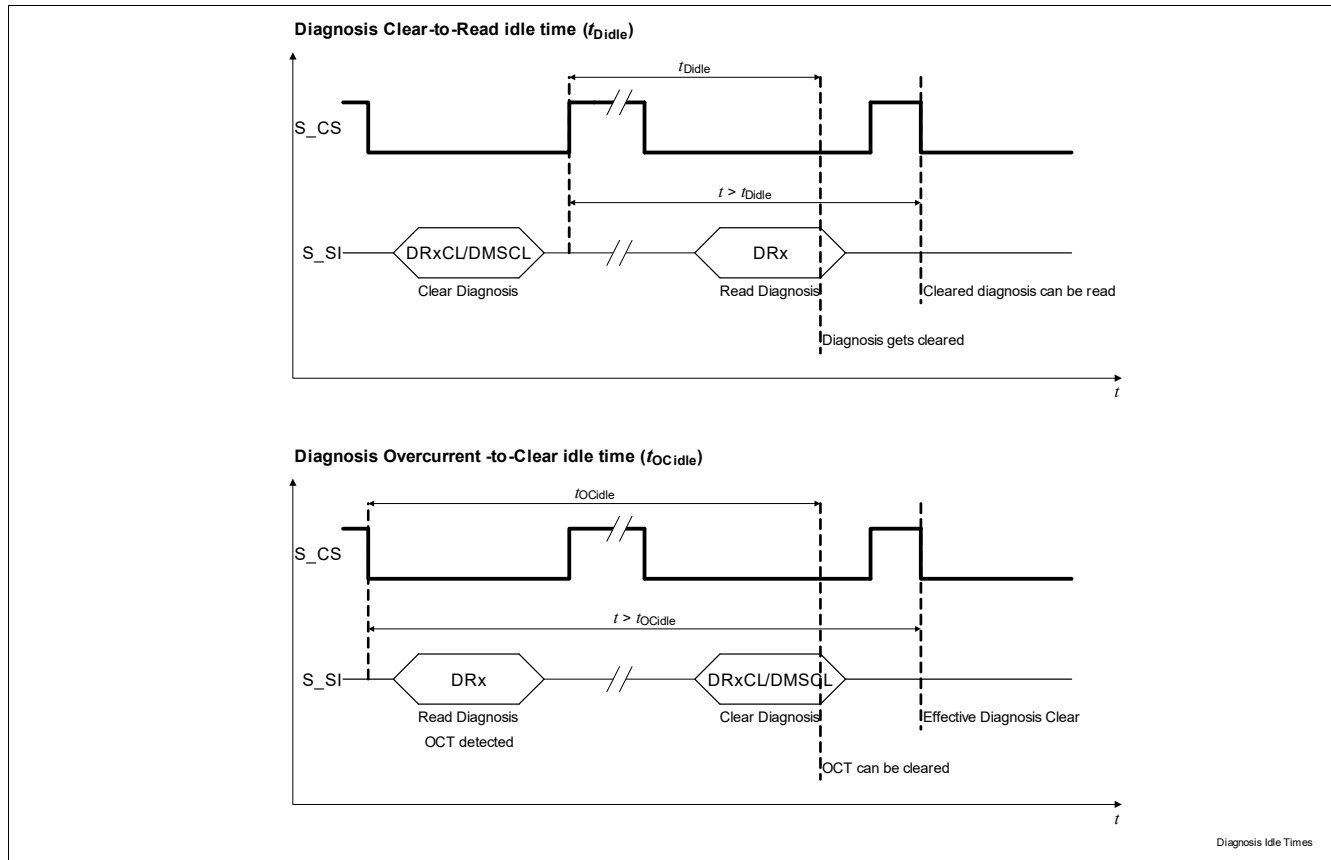 Diagnosis Clear-to-Read idle time (tDidle)
tDidle
S_CS
t > tDidle
S_SI
DRxCL/DMSCL
DRx
Clear Diagnosis
Read Diagnosis
Cleared diagnosis can be read
Diagnosis gets cleared
t
Diagnosis Overcurrent -to-Clear idle time (tOCidle)
tOCidle
S_CS
t > tOCidle
S_SI
DRx
DRxCL/DMSCL
Read Diagnosis
Clear Diagnosis
Effective Diagnosis Clear
OCT detected
OCT can be cleared
t
Diagnosis Idle Times